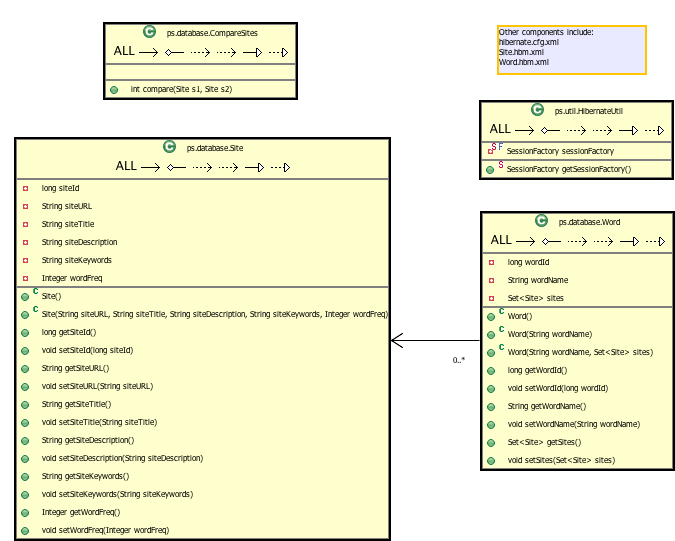 C ps.database.CompareSites
ALL
int compare(Site s1, Site s2)
Other components include:
hibernate.cfg.xml
Site.hbm.xml
Word.hbm.xml
C ps.util.HibernateUtil
ALL
S F SessionFactory sessionFactory
S SessionFactory getSessionFactory()
C ps.database.Site
ALL
long siteId
String siteURL
String siteTitle
String siteDescription
String siteKeywords
Integer wordFreq
C Site()
C Site(String siteURL, String siteTitle, String siteDescription, String siteKeywords, Integer wordFreq)
long getSiteId()
void setSiteId(long siteId)
String getSiteURL()
void setSiteURL(String siteURL)
String getSiteTitle()
void setSiteTitle(String siteTitle)
String getSiteDescription()
void setSiteDescription(String siteDescription)
String getSiteKeywords()
void setSiteKeywords(String siteKeywords)
Integer getWordFreq()
void setWordFreq(Integer wordFreq)
0..*
C ps.database.Word
ALL
long wordId
String wordName
Set<Site> sites
C Word()
C Word(String wordName)
C Word(String wordName, Set<Site> sites)
long getWordId()
void setWordId(long wordId)
String getWordName()
void setWordName(String wordName)
Set<Site> getSites()
void setSites(Set<Site> sites)